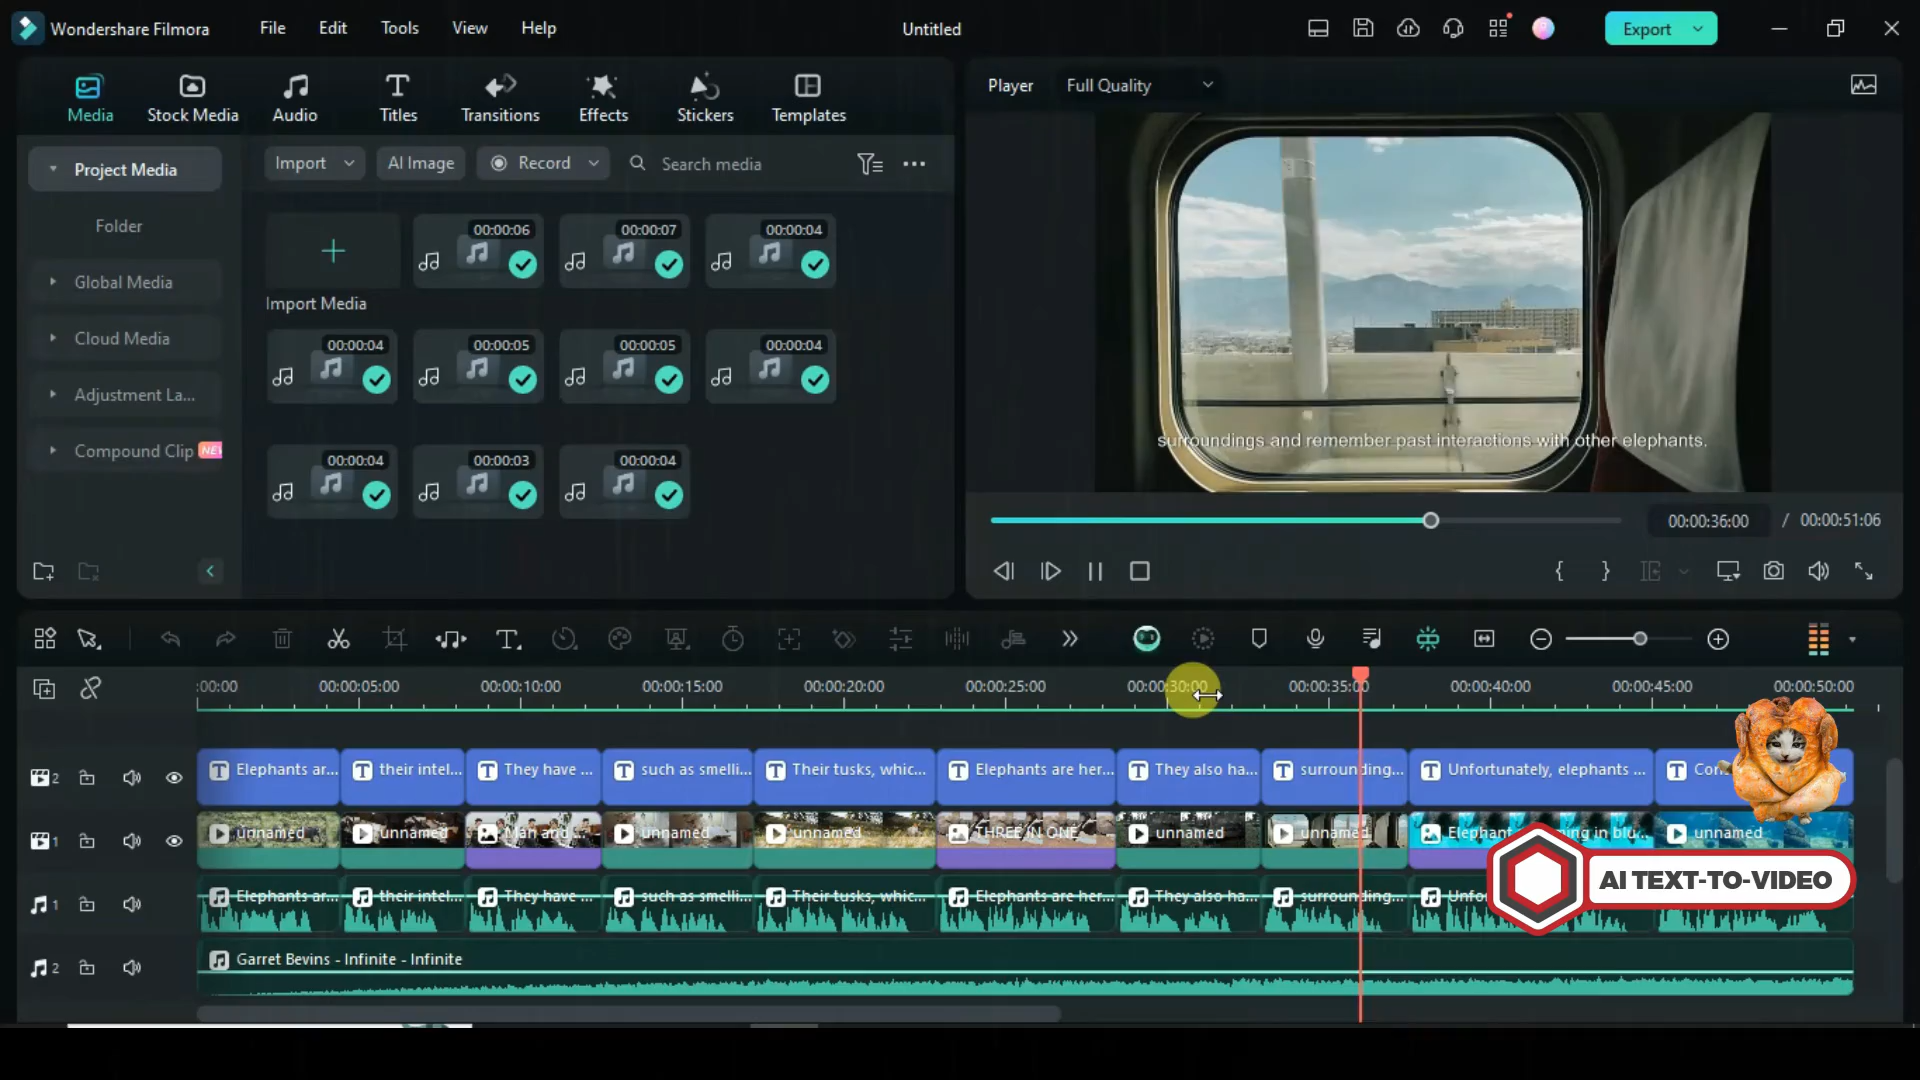 Wondershare Filmora
File
Edit
Tools
View
Help
Untitled
Export
Media
Stock Media
Audio
Titles
Transitions
Effects
Stickers
Templates
Player
Full Quality
Project Media
Folder
Global Media
Cloud Media
Adjustment La...
Compound Clip
Import
AI Image
Record
Search media
00:00:06
00:00:07
00:00:04
Import Media
00:00:04
00:00:05
00:00:05
00:00:04
00:00:04
00:00:03
00:00:04
surroundings and remember past interactions with other elephants.
00:00:36:00
/ 00:00:51:06
:00:00
00:00:05:00
00:00:10:00
00:00:15:00
00:00:20:00
00:00:25:00
00:00:30:00
00:00:35:00
00:00:40:00
00:00:45:00
00:00:50:00
2
Elephants ar...
their intel...
They have ...
such as smelli...
Their tusks, whic...
Elephants are her...
They also ha...
surrounding...
Unfortunately, elephants ...
1
unnamed
unnamed
unnamed
unnamed
THREE IN ONE
unnamed
unnamed
unnamed
AI TEXT-TO-VIDEO
1
Elephants ar...
their intel...
They have ...
such as smelli...
Their tusks, whic...
Elephants are her...
They also ha...
surrounding...
2
Garret Bevins - Infinite - Infinite